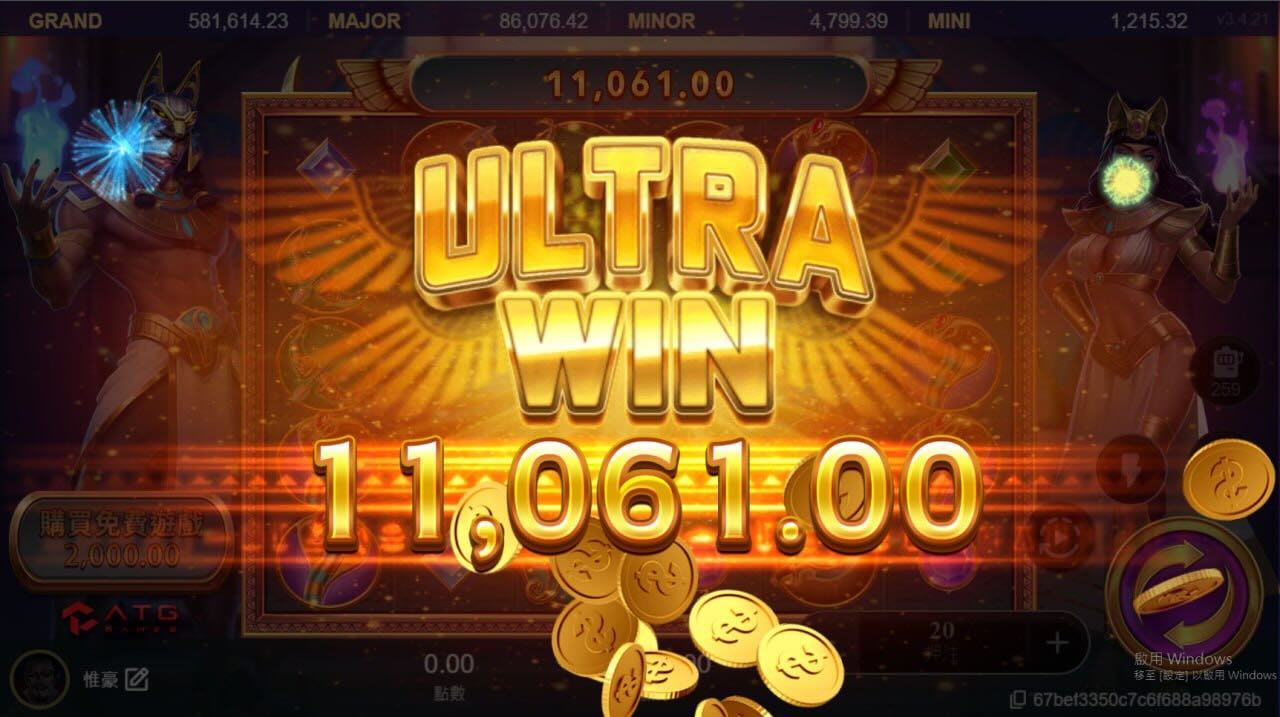 GRAND 581,614.23 MAJOR 86,076.42 MINOR 4,799.39 MINI 1,215.32 v3.4.21
11,061.00
ULTRA
WIN
11,061.00
259
購買免費遊戲
2,000.00
ATG
GAMES
20
押注
0.00
點數
惟豪
啟用 Windows
移至 [設定] 以啟用 Windows
67bef3350c7c6f688a98976b